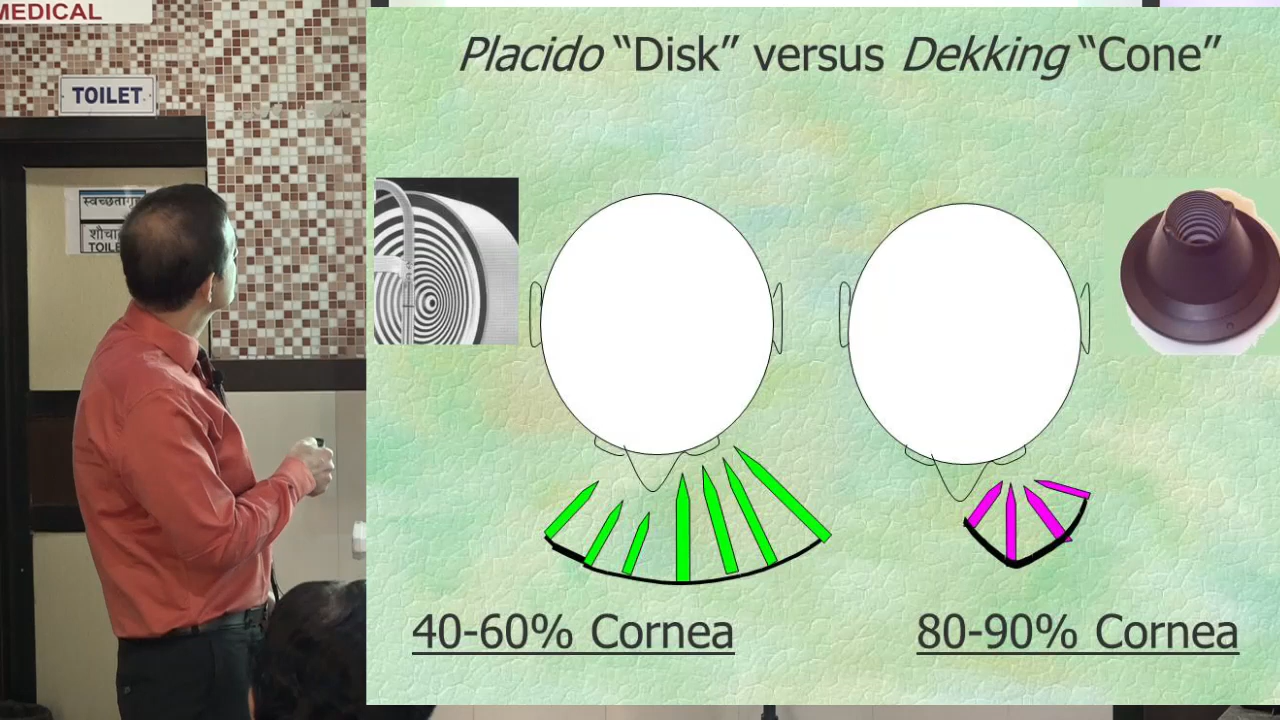 MEDICAL
TOILET
शौचा
TOILE
Placido “Disk” versus Dekking “Cone”
40-60% Cornea
80-90% Cornea